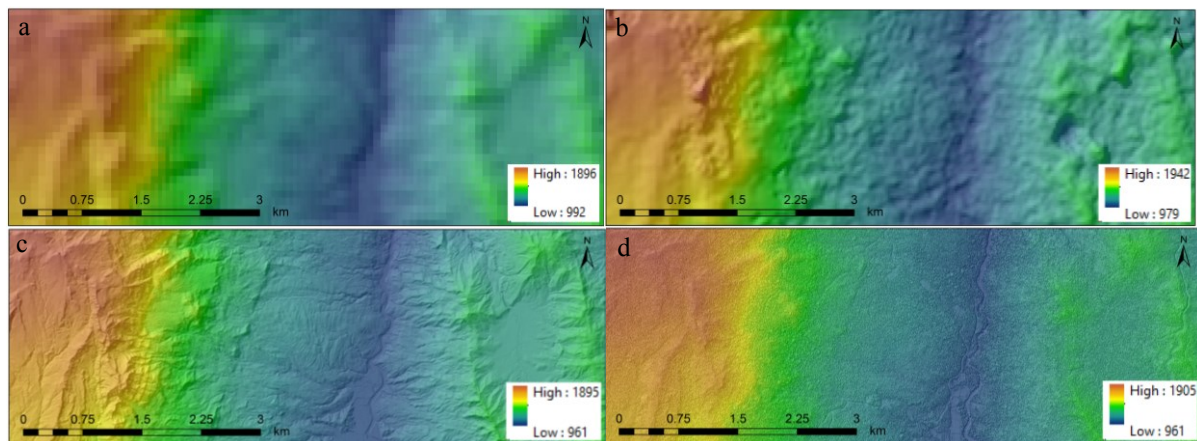 a
N
High : 1896
Low : 992
0 0.75 1.5 2.25 3
km
b
N
High : 1942
Low : 979
0 0.75 1.5 2.25 3
km
c
N
High : 1895
Low : 961
0 0.75 1.5 2.25 3
km
d
N
High : 1905
Low : 961
0 0.75 1.5 2.25 3
km